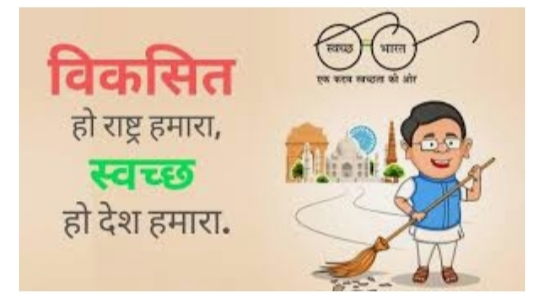 विकसित
हो राष्ट्र हमारा,
स्वच्छ
हो देश हमारा.
स्वच्छ भारत
एक कदम स्वच्छता की ओर